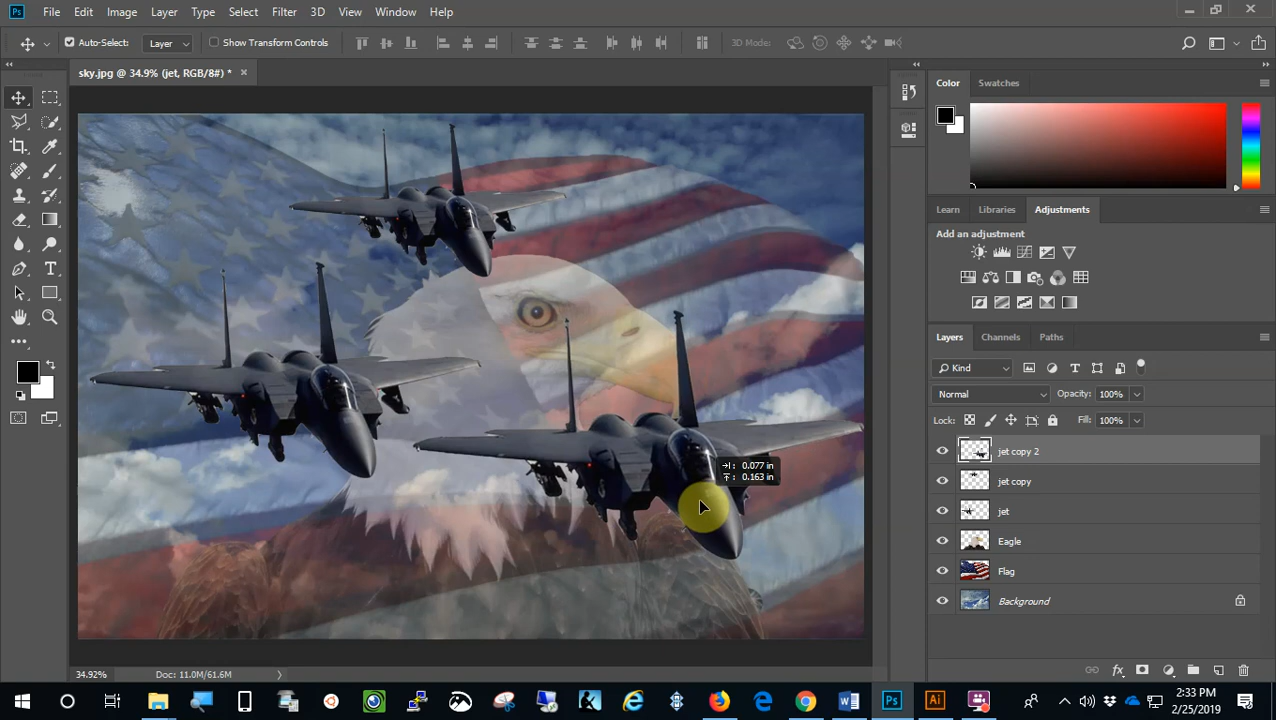 Ps File Edit Image Layer Type Select Filter 3D View Window Help
Auto-Select: Layer Show Transform Controls 3D Mode:
sky.jpg @ 34.9% (jet, RGB/8#) * ×
Color Swatches
Learn Libraries Adjustments
Add an adjustment
Layers Channels Paths
Kind
Normal Opacity: 100%
Lock: Fill: 100%
jet copy 2
jet copy
jet
Eagle
Flag
Background
: 0.077 in
: 0.163 in
34.92% Doc: 11.0M/61.6M
Ps Ai
2:33 PM
2/25/2019